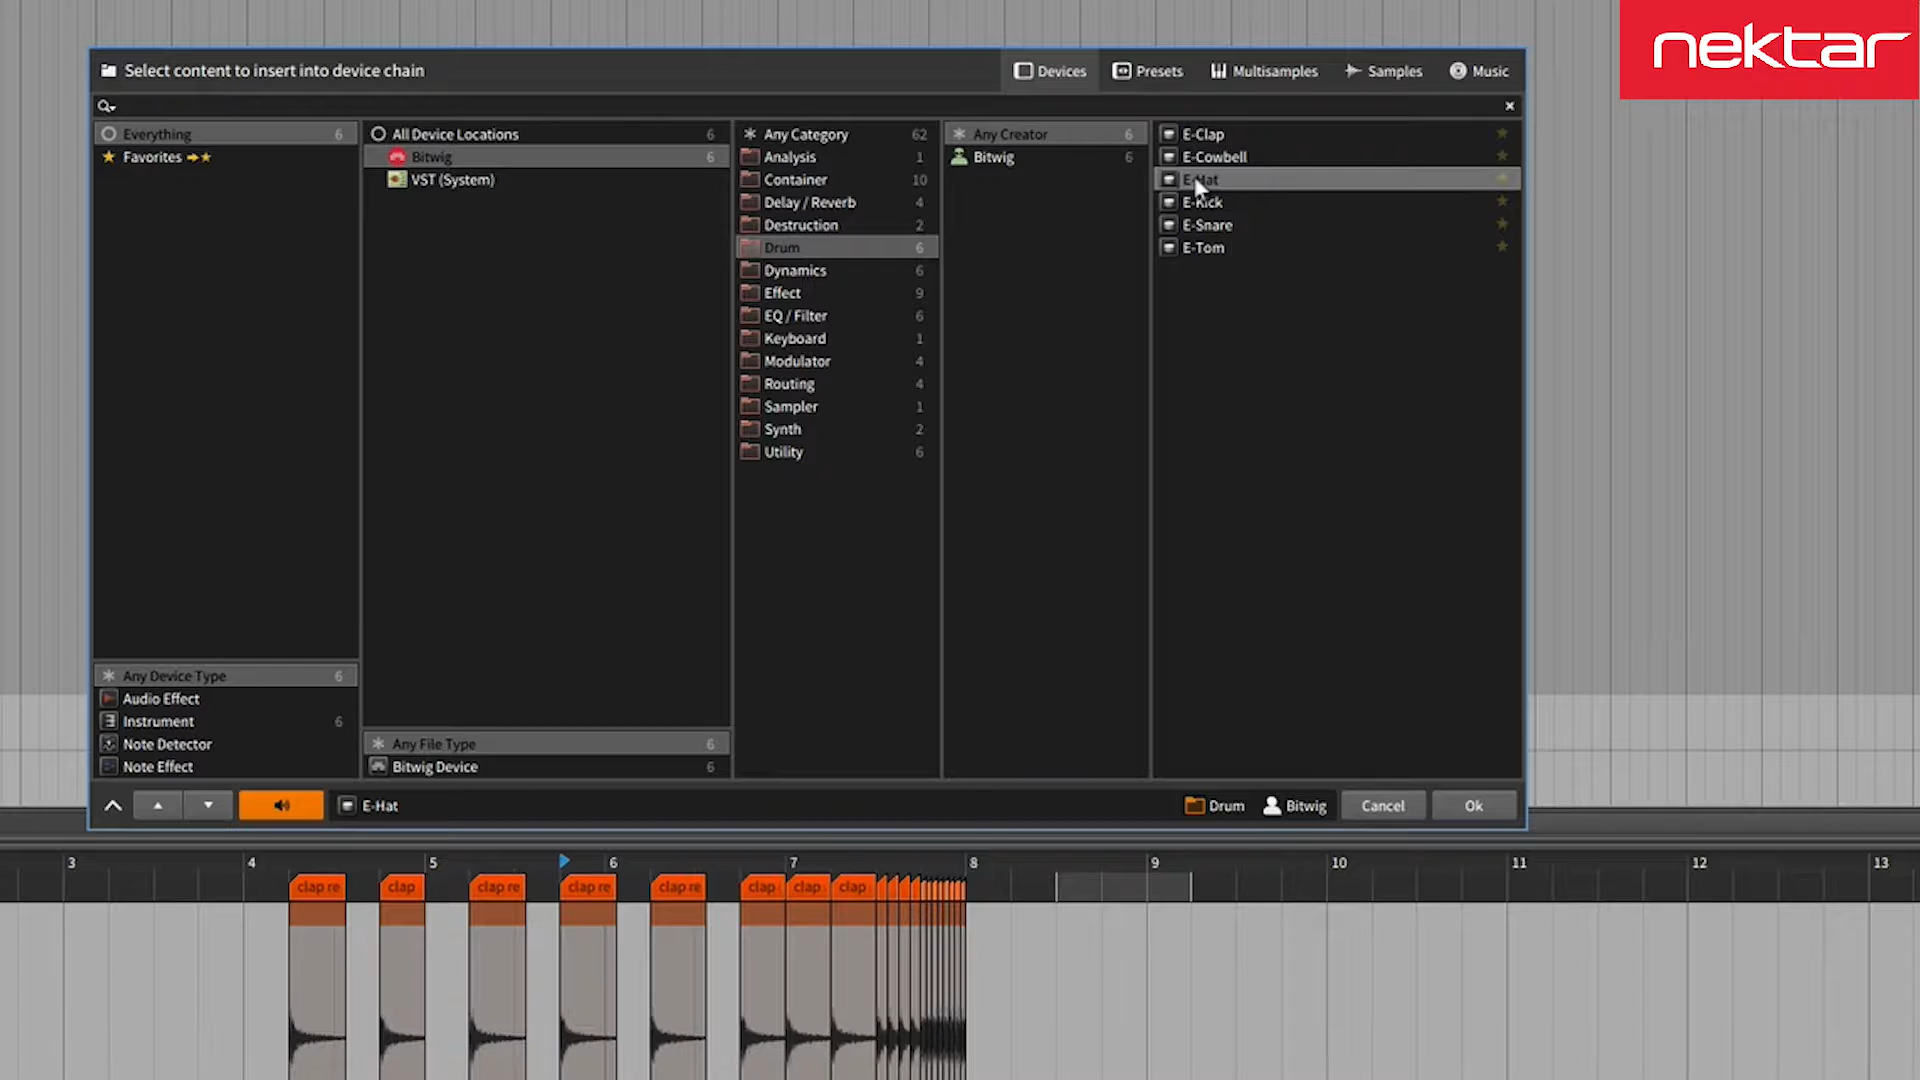 nektar
Select content to insert into device chain
Devices
Presets
Multisamples
Samples
Music
Everything 6
Favorites
All Device Locations 6
Bitwig 6
VST (System)
Any Category 62
Analysis 1
Container 10
Delay / Reverb 4
Destruction 2
Drum 6
Dynamics 6
Effect 9
EQ / Filter 6
Keyboard 1
Modulator 4
Routing 4
Sampler 1
Synth 2
Utility 6
Any Creator 6
Bitwig 6
E-Clap
E-Cowbell
E-Hat
E-Kick
E-Snare
E-Tom
Any Device Type 6
Audio Effect
Instrument 6
Note Detector
Note Effect
Any File Type 6
Bitwig Device 6
E-Hat
Drum
Bitwig
Cancel
Ok
3 4 5 6 7 8 9 10 11 12 13
clap re clap clap re clap re clap re clap clap clap